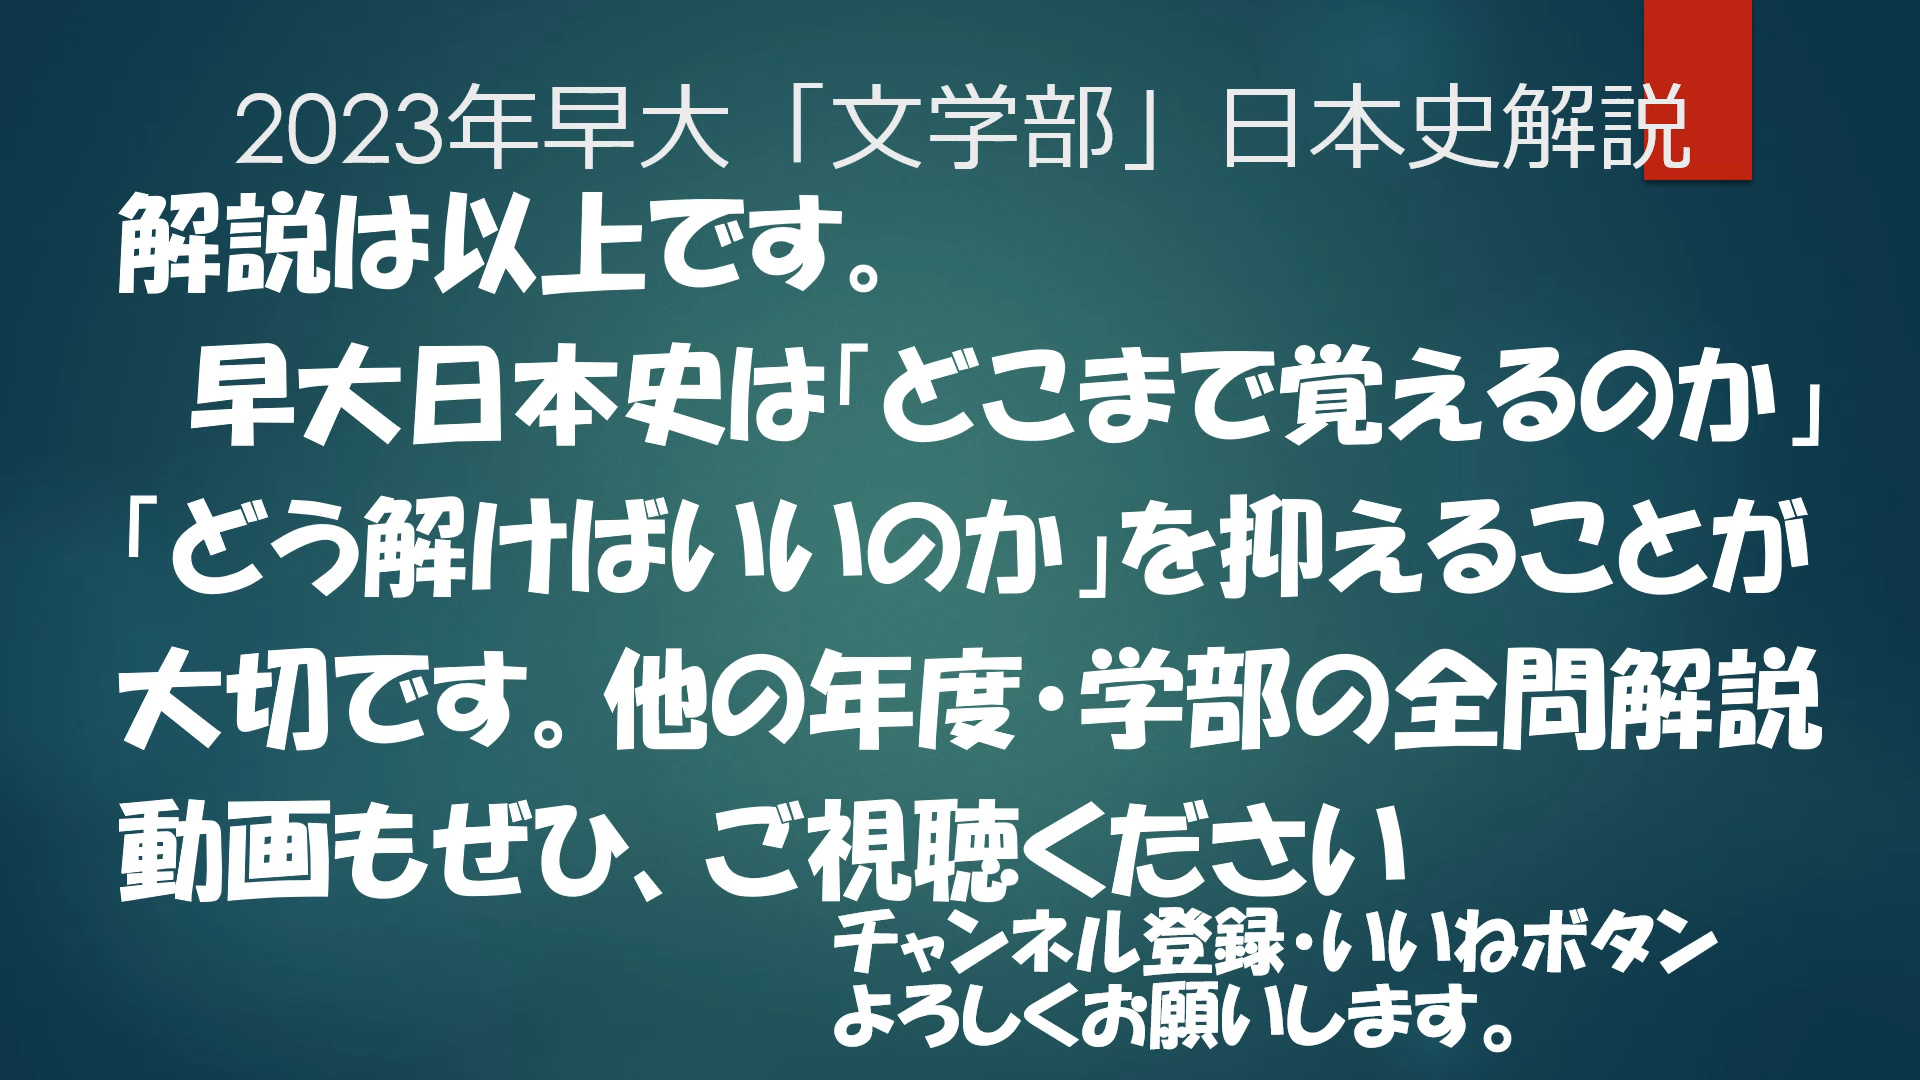 2023年早大「文学部」日本史解説
解説は以上です。
早大日本史は「どこまで覚えるのか」
「どう解けばいいのか」を抑えることが
大切です。他の年度・学部の全問解説
動画もぜひ、ご視聴ください
チャンネル登録・いいねボタン
よろしくお願いします。